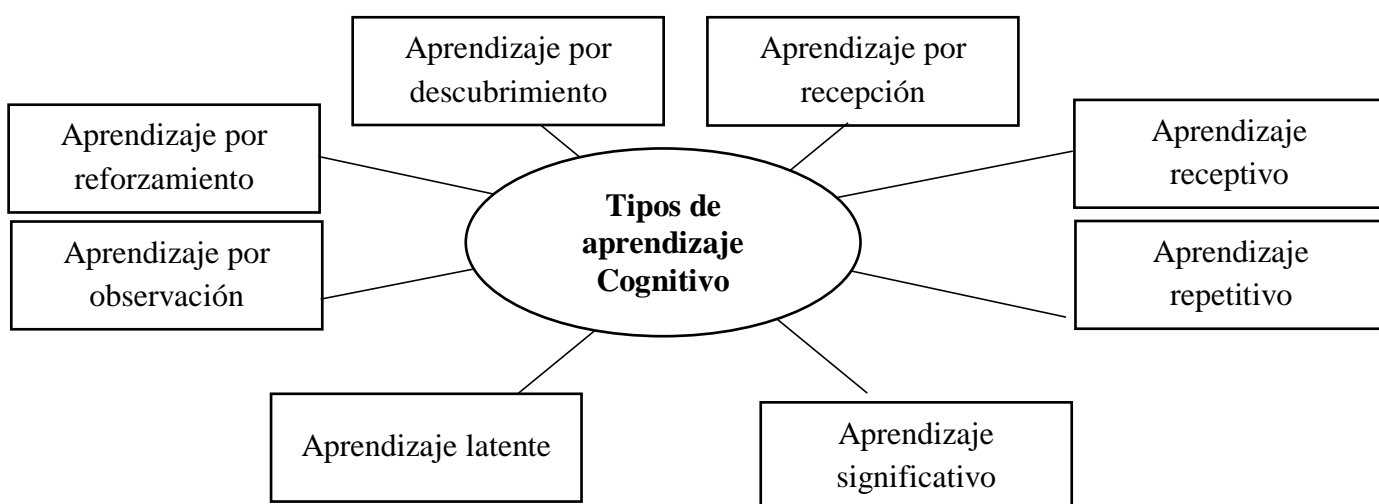 Aprendizaje por
descubrimiento
Aprendizaje por
recepción
Aprendizaje por
reforzamiento
Aprendizaje
receptivo
Tipos de
aprendizaje
Cognitivo
Aprendizaje por
observación
Aprendizaje
repetitivo
Aprendizaje latente
Aprendizaje
significativo